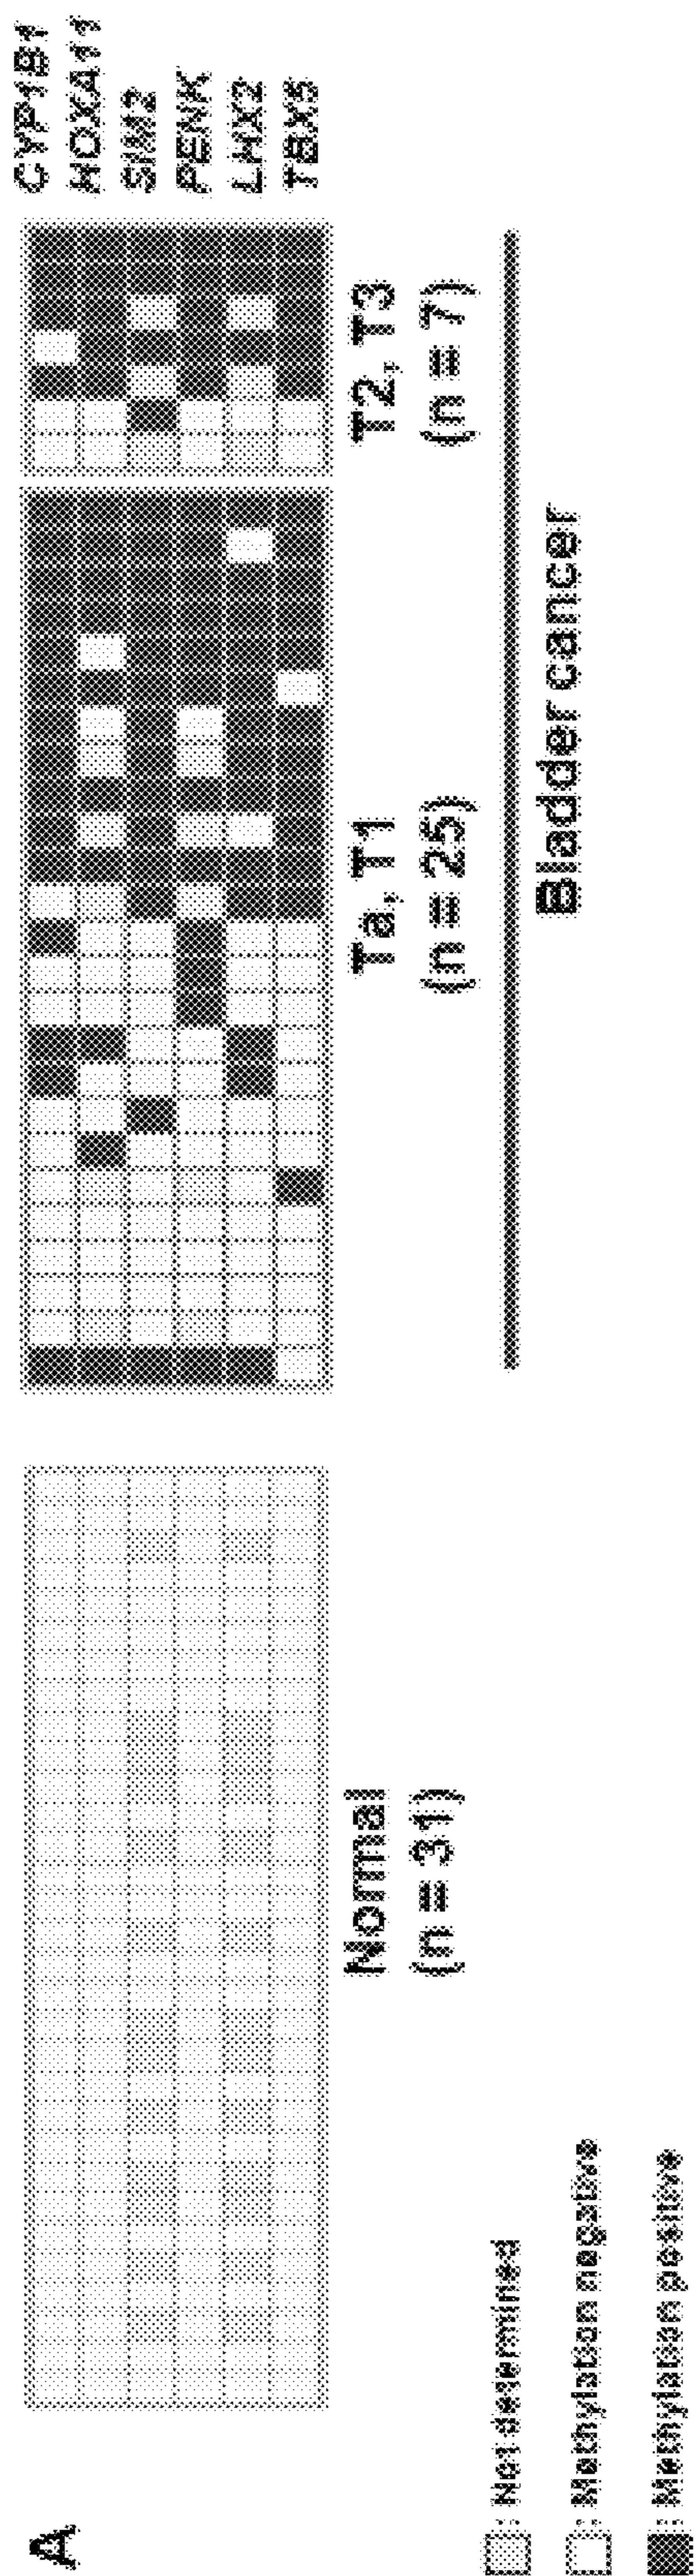 A
CYP1B1
HOXA11
SIM2
PENK
LHX2
TBX5
Normal
(n = 31)
Ta, T1
(n = 25)
T2, T3
(n = 7)
Bladder cancer
: Not determined
: Methylation negative
: Methylation positive